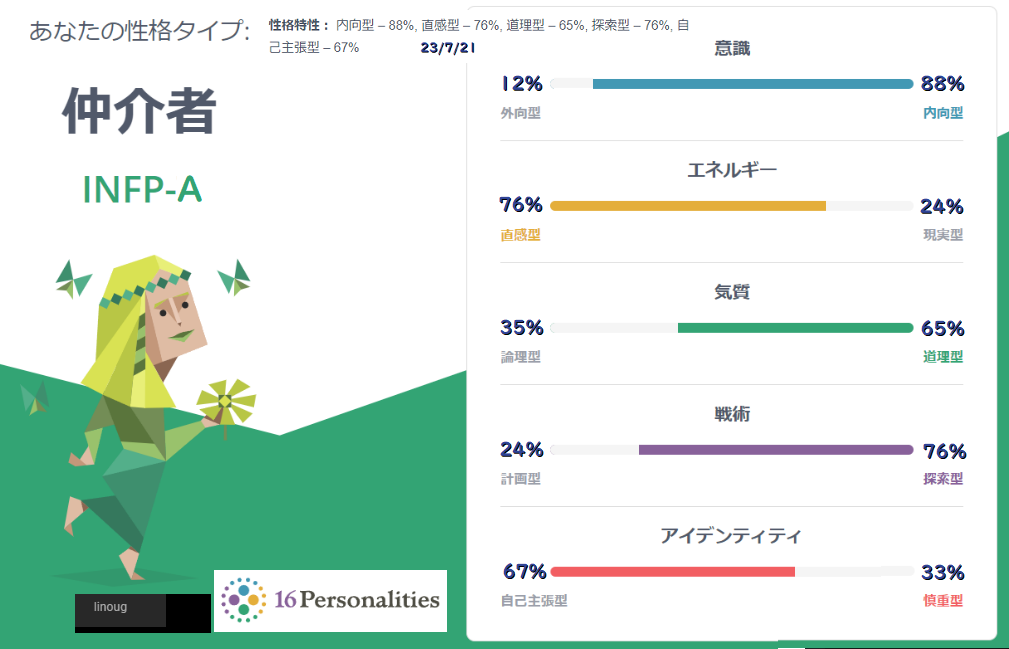 あなたの性格タイプ:
性格特性： 内向型 – 88%, 直感型 – 76%, 道理型 – 65%, 探索型 – 76%, 自
己主張型 – 67%
23/7/21
仲介者
INFP-A
意識
12% 88%
外向型 内向型
エネルギー
76% 24%
直感型 現実型
気質
35% 65%
論理型 道理型
戦術
24% 76%
計画型 探索型
アイデンティティ
67% 33%
自己主張型 慎重型
linoug
16Personalities